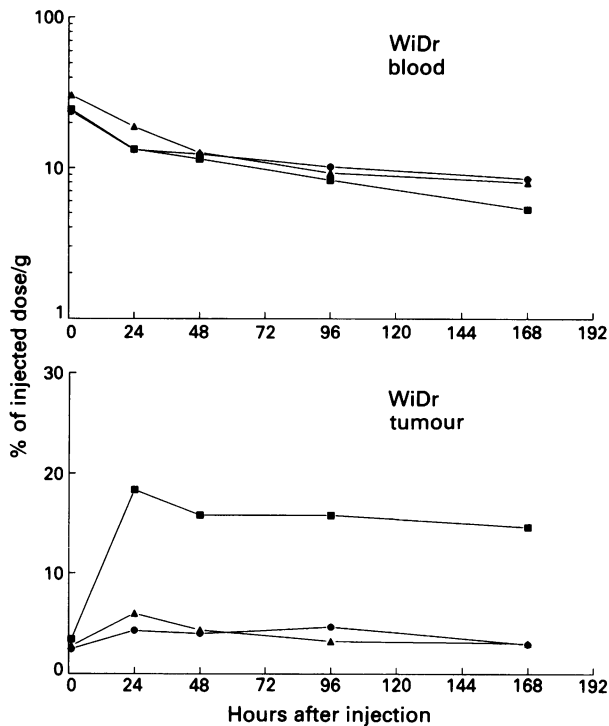 100
WiDr
blood
10
1
0 24 48 72 96 120 144 168 192
% of injected dose/g
30
WiDr
tumour
20
10
0
0 24 48 72 96 120 144 168 192
Hours after injection